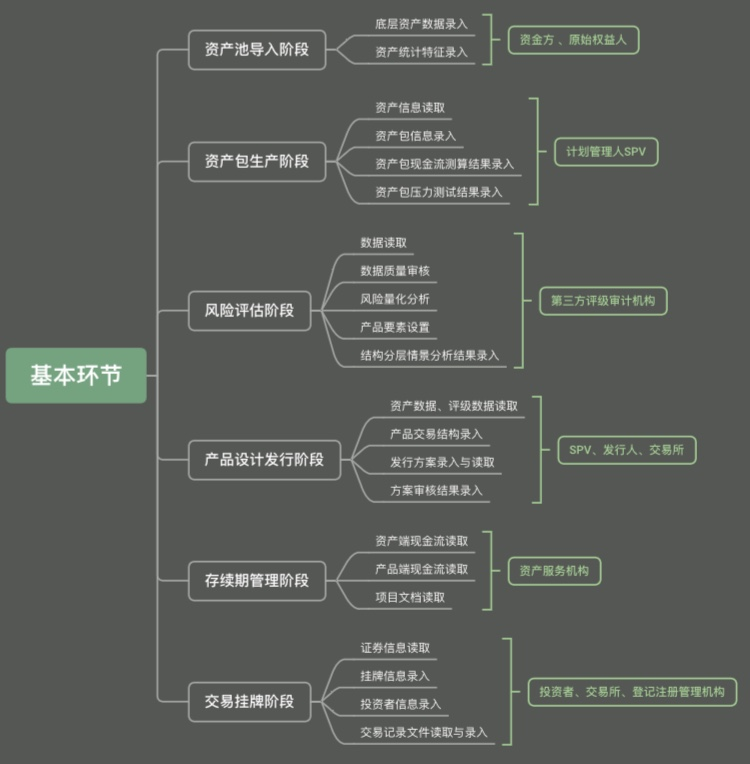 基本环节
资产池导入阶段
底层资产数据录入
资产统计特征录入
资金方 、原始权益人
资产包生产阶段
资产信息读取
资产包信息录入
资产包现金流测算结果录入
资产包压力测试结果录入
计划管理人SPV
风险评估阶段
数据读取
数据质量审核
风险量化分析
产品要素设置
结构分层情景分析结果录入
第三方评级审计机构
产品设计发行阶段
资产数据、评级数据读取
产品交易结构录入
发行方案录入与读取
方案审核结果录入
SPV、发行人、交易所
存续期管理阶段
资产端现金流读取
产品端现金流读取
项目文档读取
资产服务机构
交易挂牌阶段
证券信息读取
挂牌信息录入
投资者信息录入
交易记录文件读取与录入
投资者、交易所、登记注册管理机构